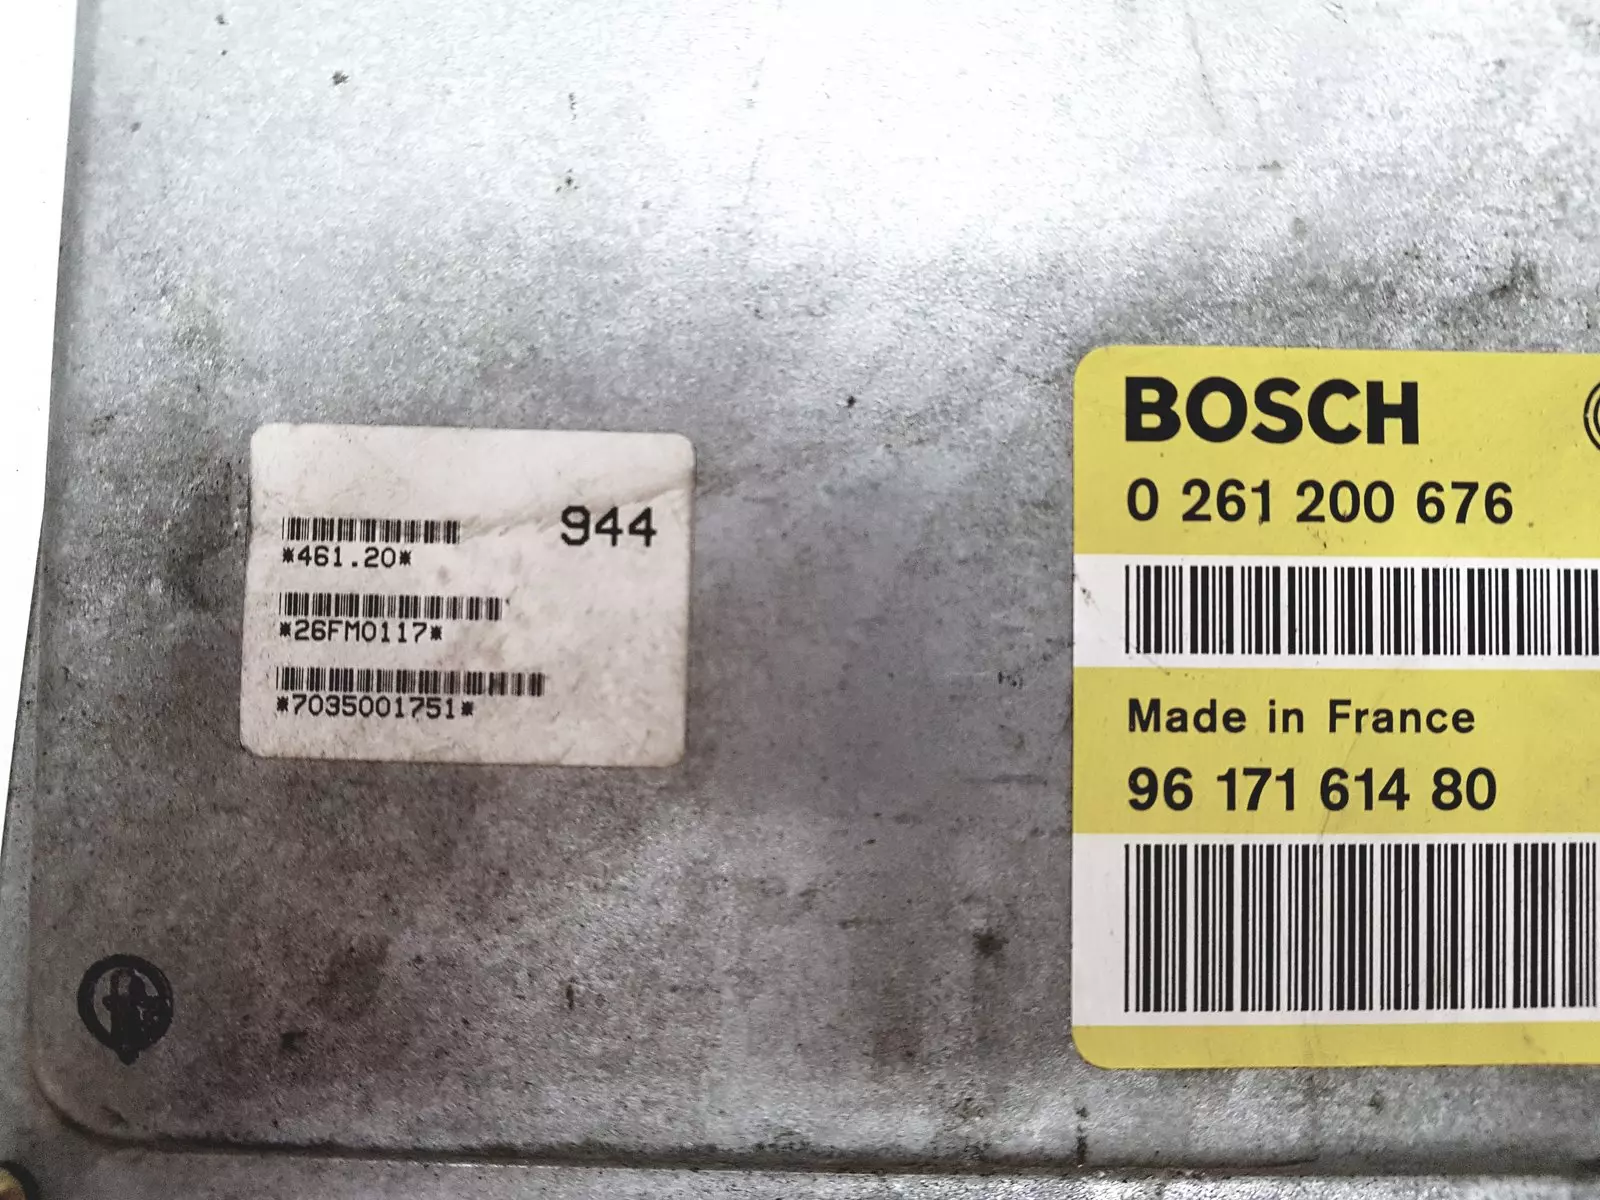 944
*461.20*
*26FM0117*
*7035001751*
BOSCH
0 261 200 676
Made in France
96 171 614 80